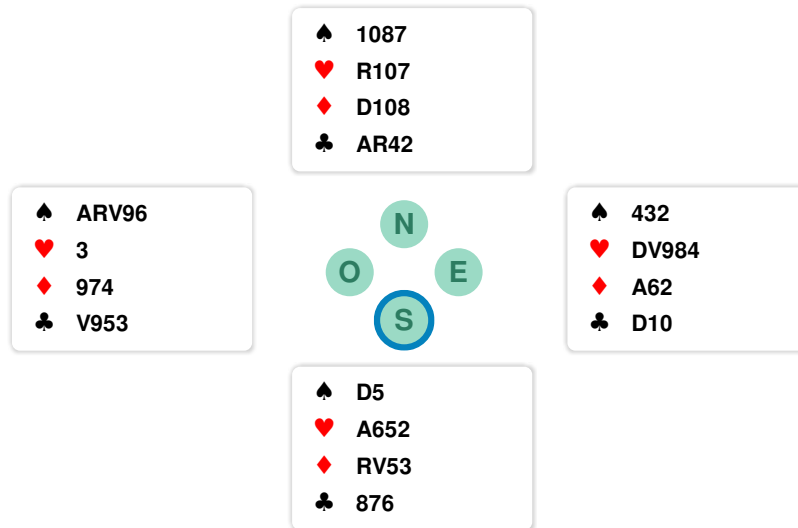 ♠ 1087
♥ R107
♦ D108
♣ AR42
♠ ARV96
♥ 3
♦ 974
♣ V953
N
O E
S
♠ 432
♥ DV984
♦ A62
♣ D10
♠ D5
♥ A652
♦ RV53
♣ 876